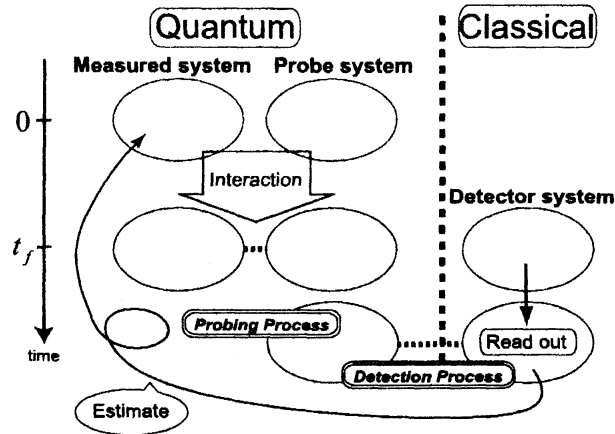 Quantum
Classical
Measured system
Probe system
0
Interaction
Detector system
t_f
Probing Process
Read out
time
Detection Process
Estimate